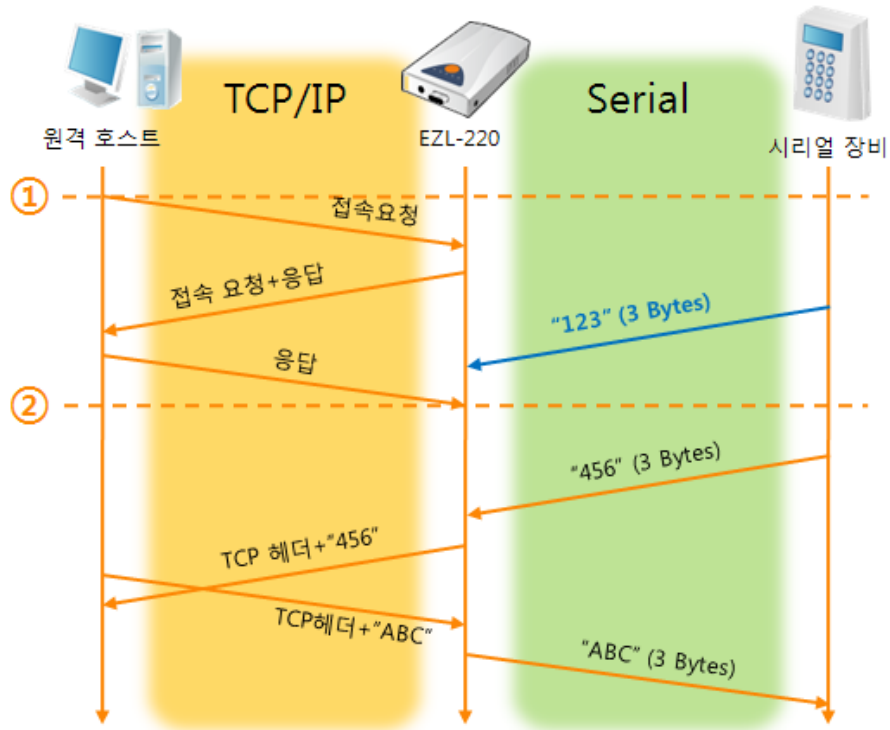 TCP/IP
Serial
원격 호스트
EZL-220
시리얼 장비
①
접속요청
접속 요청+응답
"123" (3 Bytes)
응답
②
"456" (3 Bytes)
TCP 헤더+"456"
TCP헤더+"ABC"
"ABC" (3 Bytes)